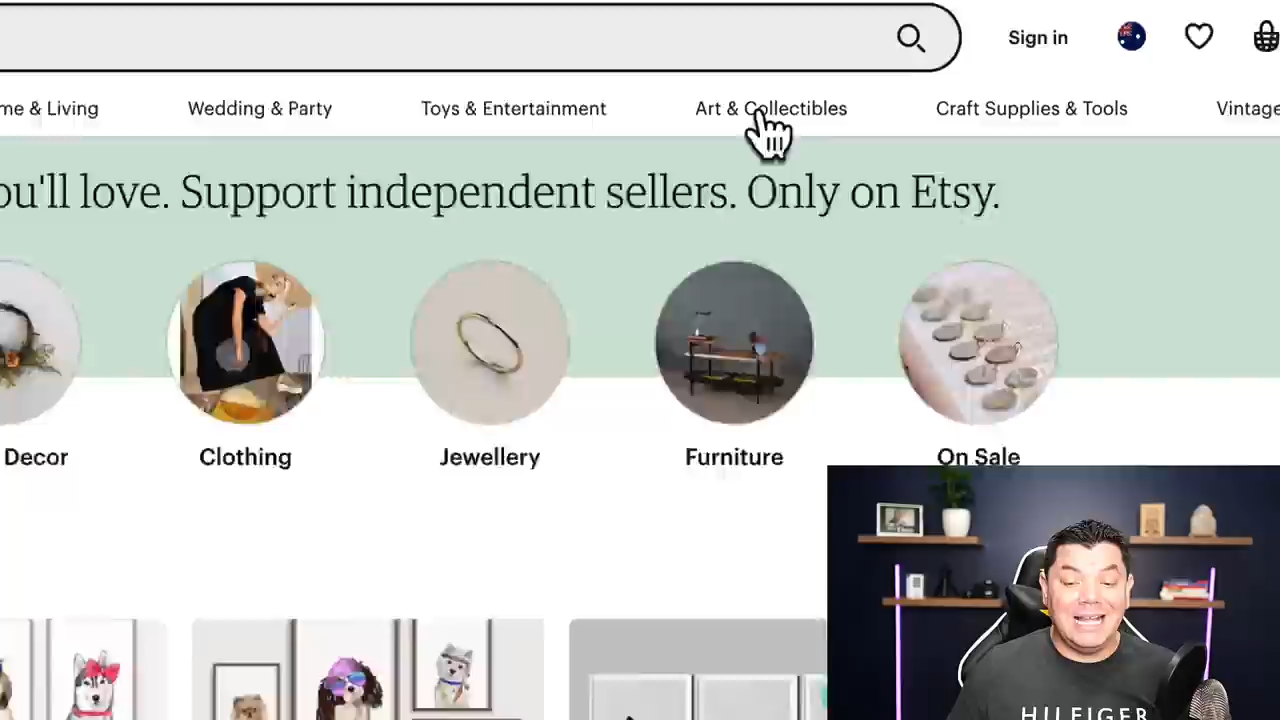 Sign in
me & Living
Wedding & Party
Toys & Entertainment
Art & Collectibles
Craft Supplies & Tools
Vintage
ou'll love. Support independent sellers. Only on Etsy.
Decor
Clothing
Jewellery
Furniture
On Sale
HILFIGER